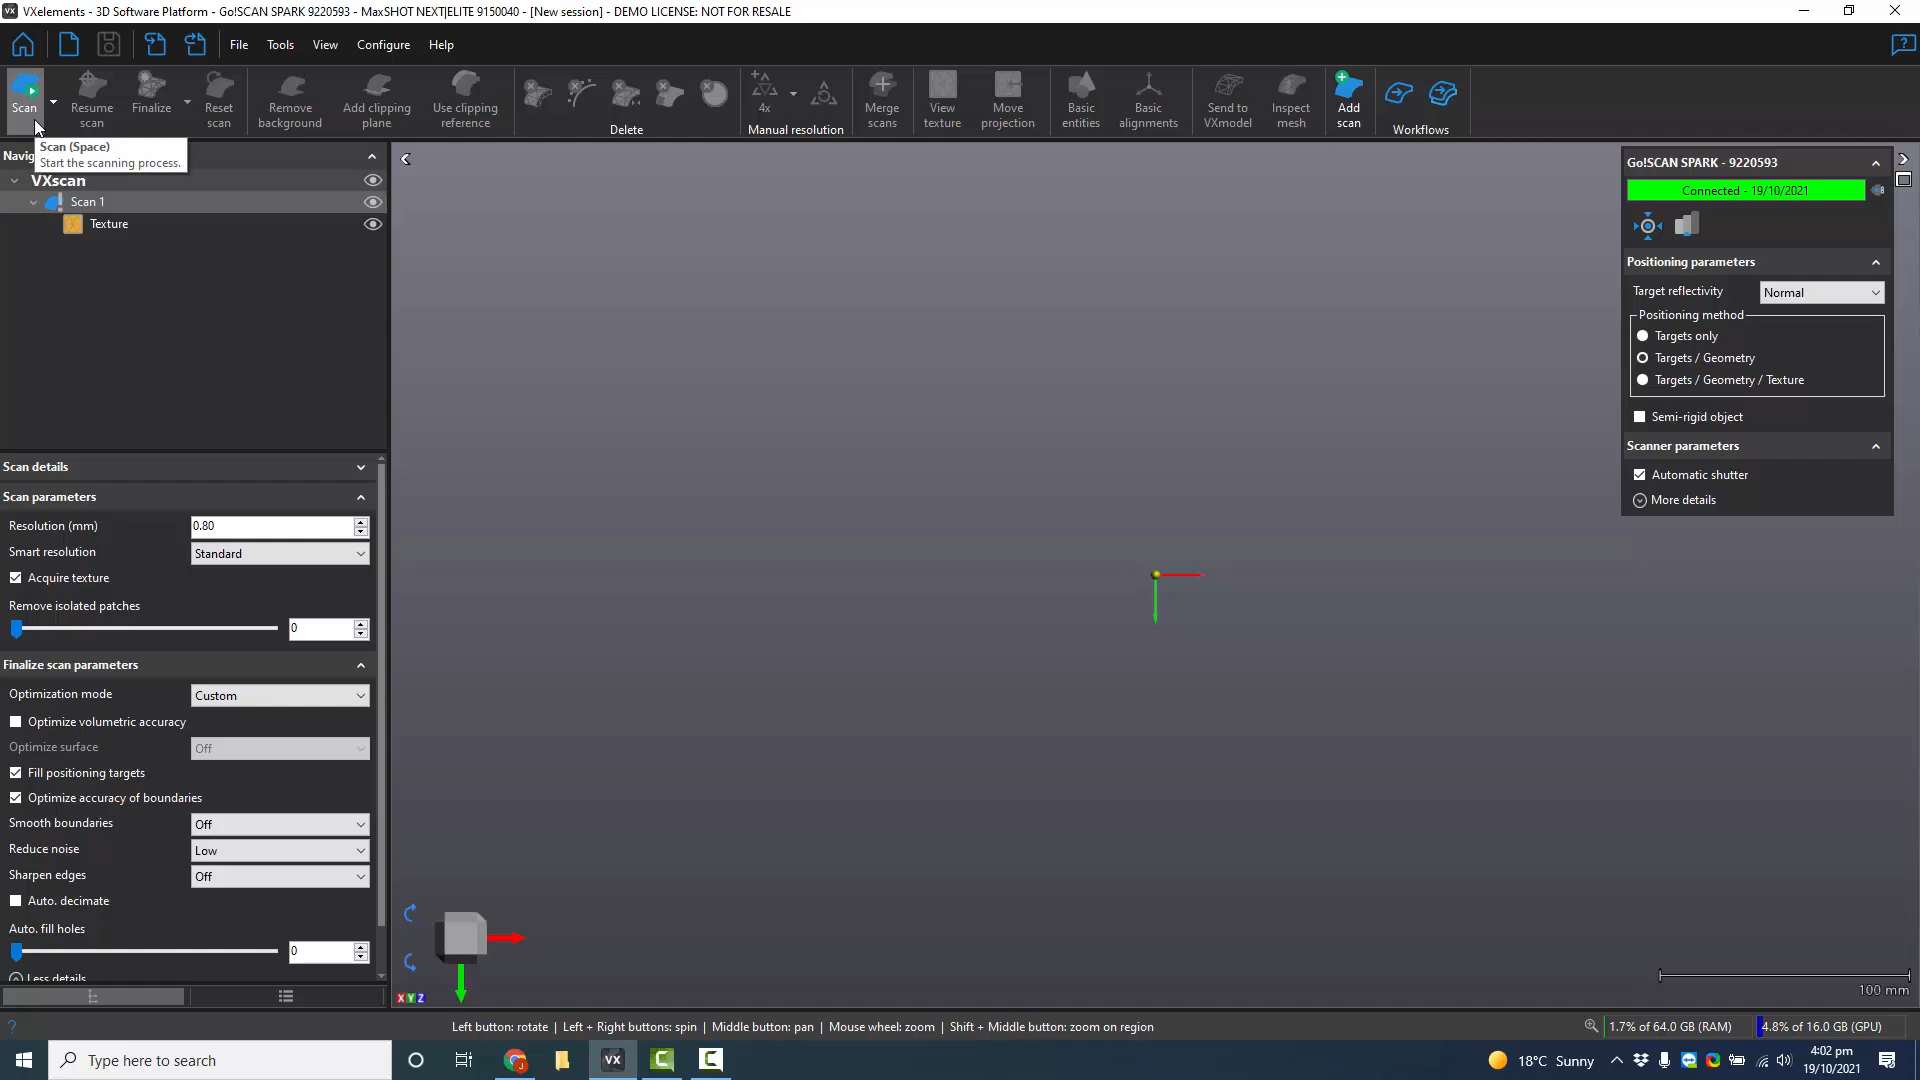 VXelements - 3D Software Platform - Go!SCAN SPARK 9220593 - MaxSHOT NEXT|ELITE 9150040 - [New session] - DEMO LICENSE: NOT FOR RESALE
File Tools View Configure Help
Scan
Resume scan
Finalize
Reset scan
Remove background
Add clipping plane
Use clipping reference
Delete
4x
Manual resolution
Merge scans
View texture
Move projection
Basic entities
Basic alignments
Send to VXmodel
Inspect mesh
Add scan
Workflows
Scan (Space)
Start the scanning process.
VXscan
Scan 1
Texture
Scan details
Scan parameters
Resolution (mm) 0.80
Smart resolution Standard
Acquire texture
Remove isolated patches
0
Finalize scan parameters
Optimization mode Custom
Optimize volumetric accuracy
Optimize surface Off
Fill positioning targets
Optimize accuracy of boundaries
Smooth boundaries Off
Reduce noise Low
Sharpen edges Off
Auto. decimate
Auto. fill holes
0
Less details
XYZ
Go!SCAN SPARK - 9220593
Connected - 19/10/2021
Positioning parameters
Target reflectivity Normal
Positioning method
Targets only
Targets / Geometry
Targets / Geometry / Texture
Semi-rigid object
Scanner parameters
Automatic shutter
More details
100 mm
Left button: rotate | Left + Right buttons: spin | Middle button: pan | Mouse wheel: zoom | Shift + Middle button: zoom on region
1.7% of 64.0 GB (RAM) 4.8% of 16.0 GB (GPU)
Type here to search
VX
18°C Sunny
4:02 pm
19/10/2021